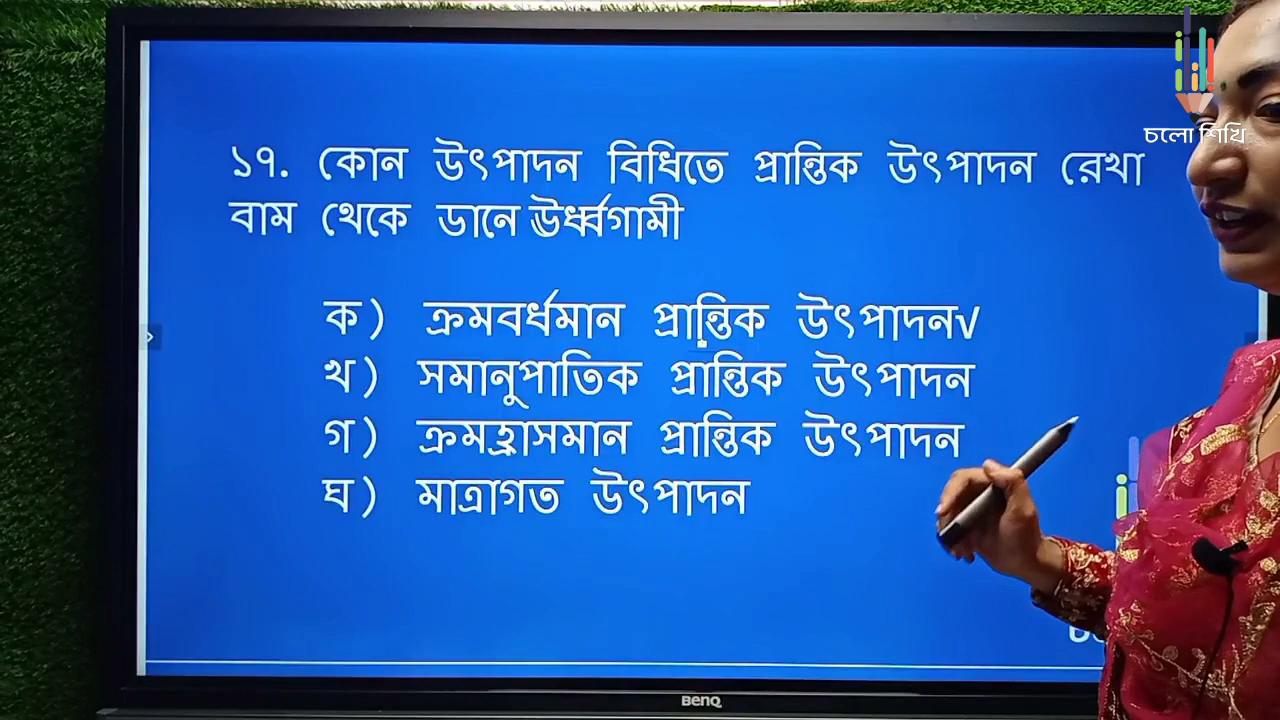 ১৭. কোন উৎপাদন বিধিতে প্রান্তিক উৎপাদন রেখা
বাম থেকে ডানে ঊর্ধ্বগামী
ক) ক্রমবর্ধমান প্রান্তিক উৎপাদন√
খ) সমানুপাতিক প্রান্তিক উৎপাদন
গ) ক্রমহ্রাসমান প্রান্তিক উৎপাদন
ঘ) মাত্রাগত উৎপাদন
চলো শিখি
BenQ